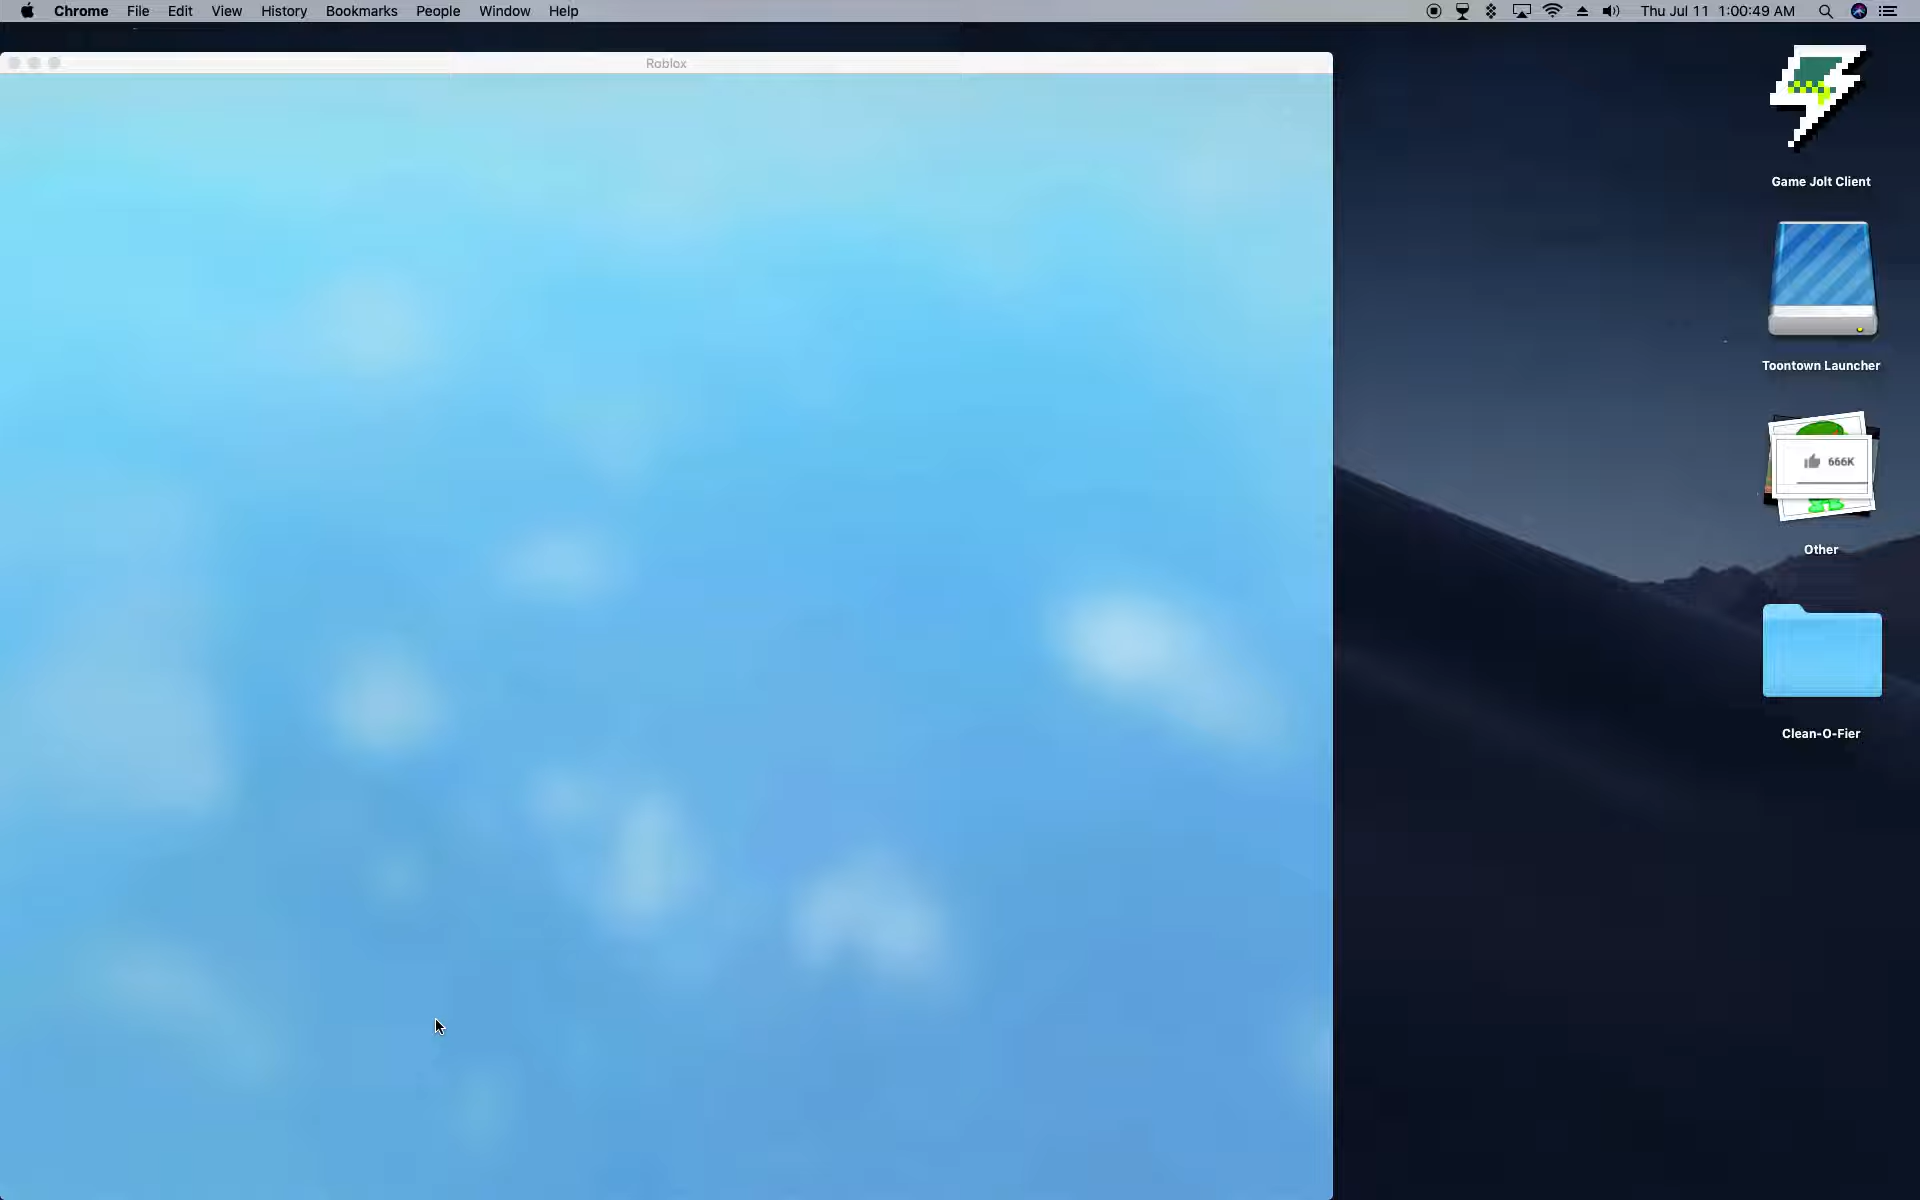 Chrome File Edit View History Bookmarks People Window Help Thu Jul 11 1:00:49 AM
Roblox
Game Jolt Client
Toontown Launcher
666K
Other
Clean-O-Fier